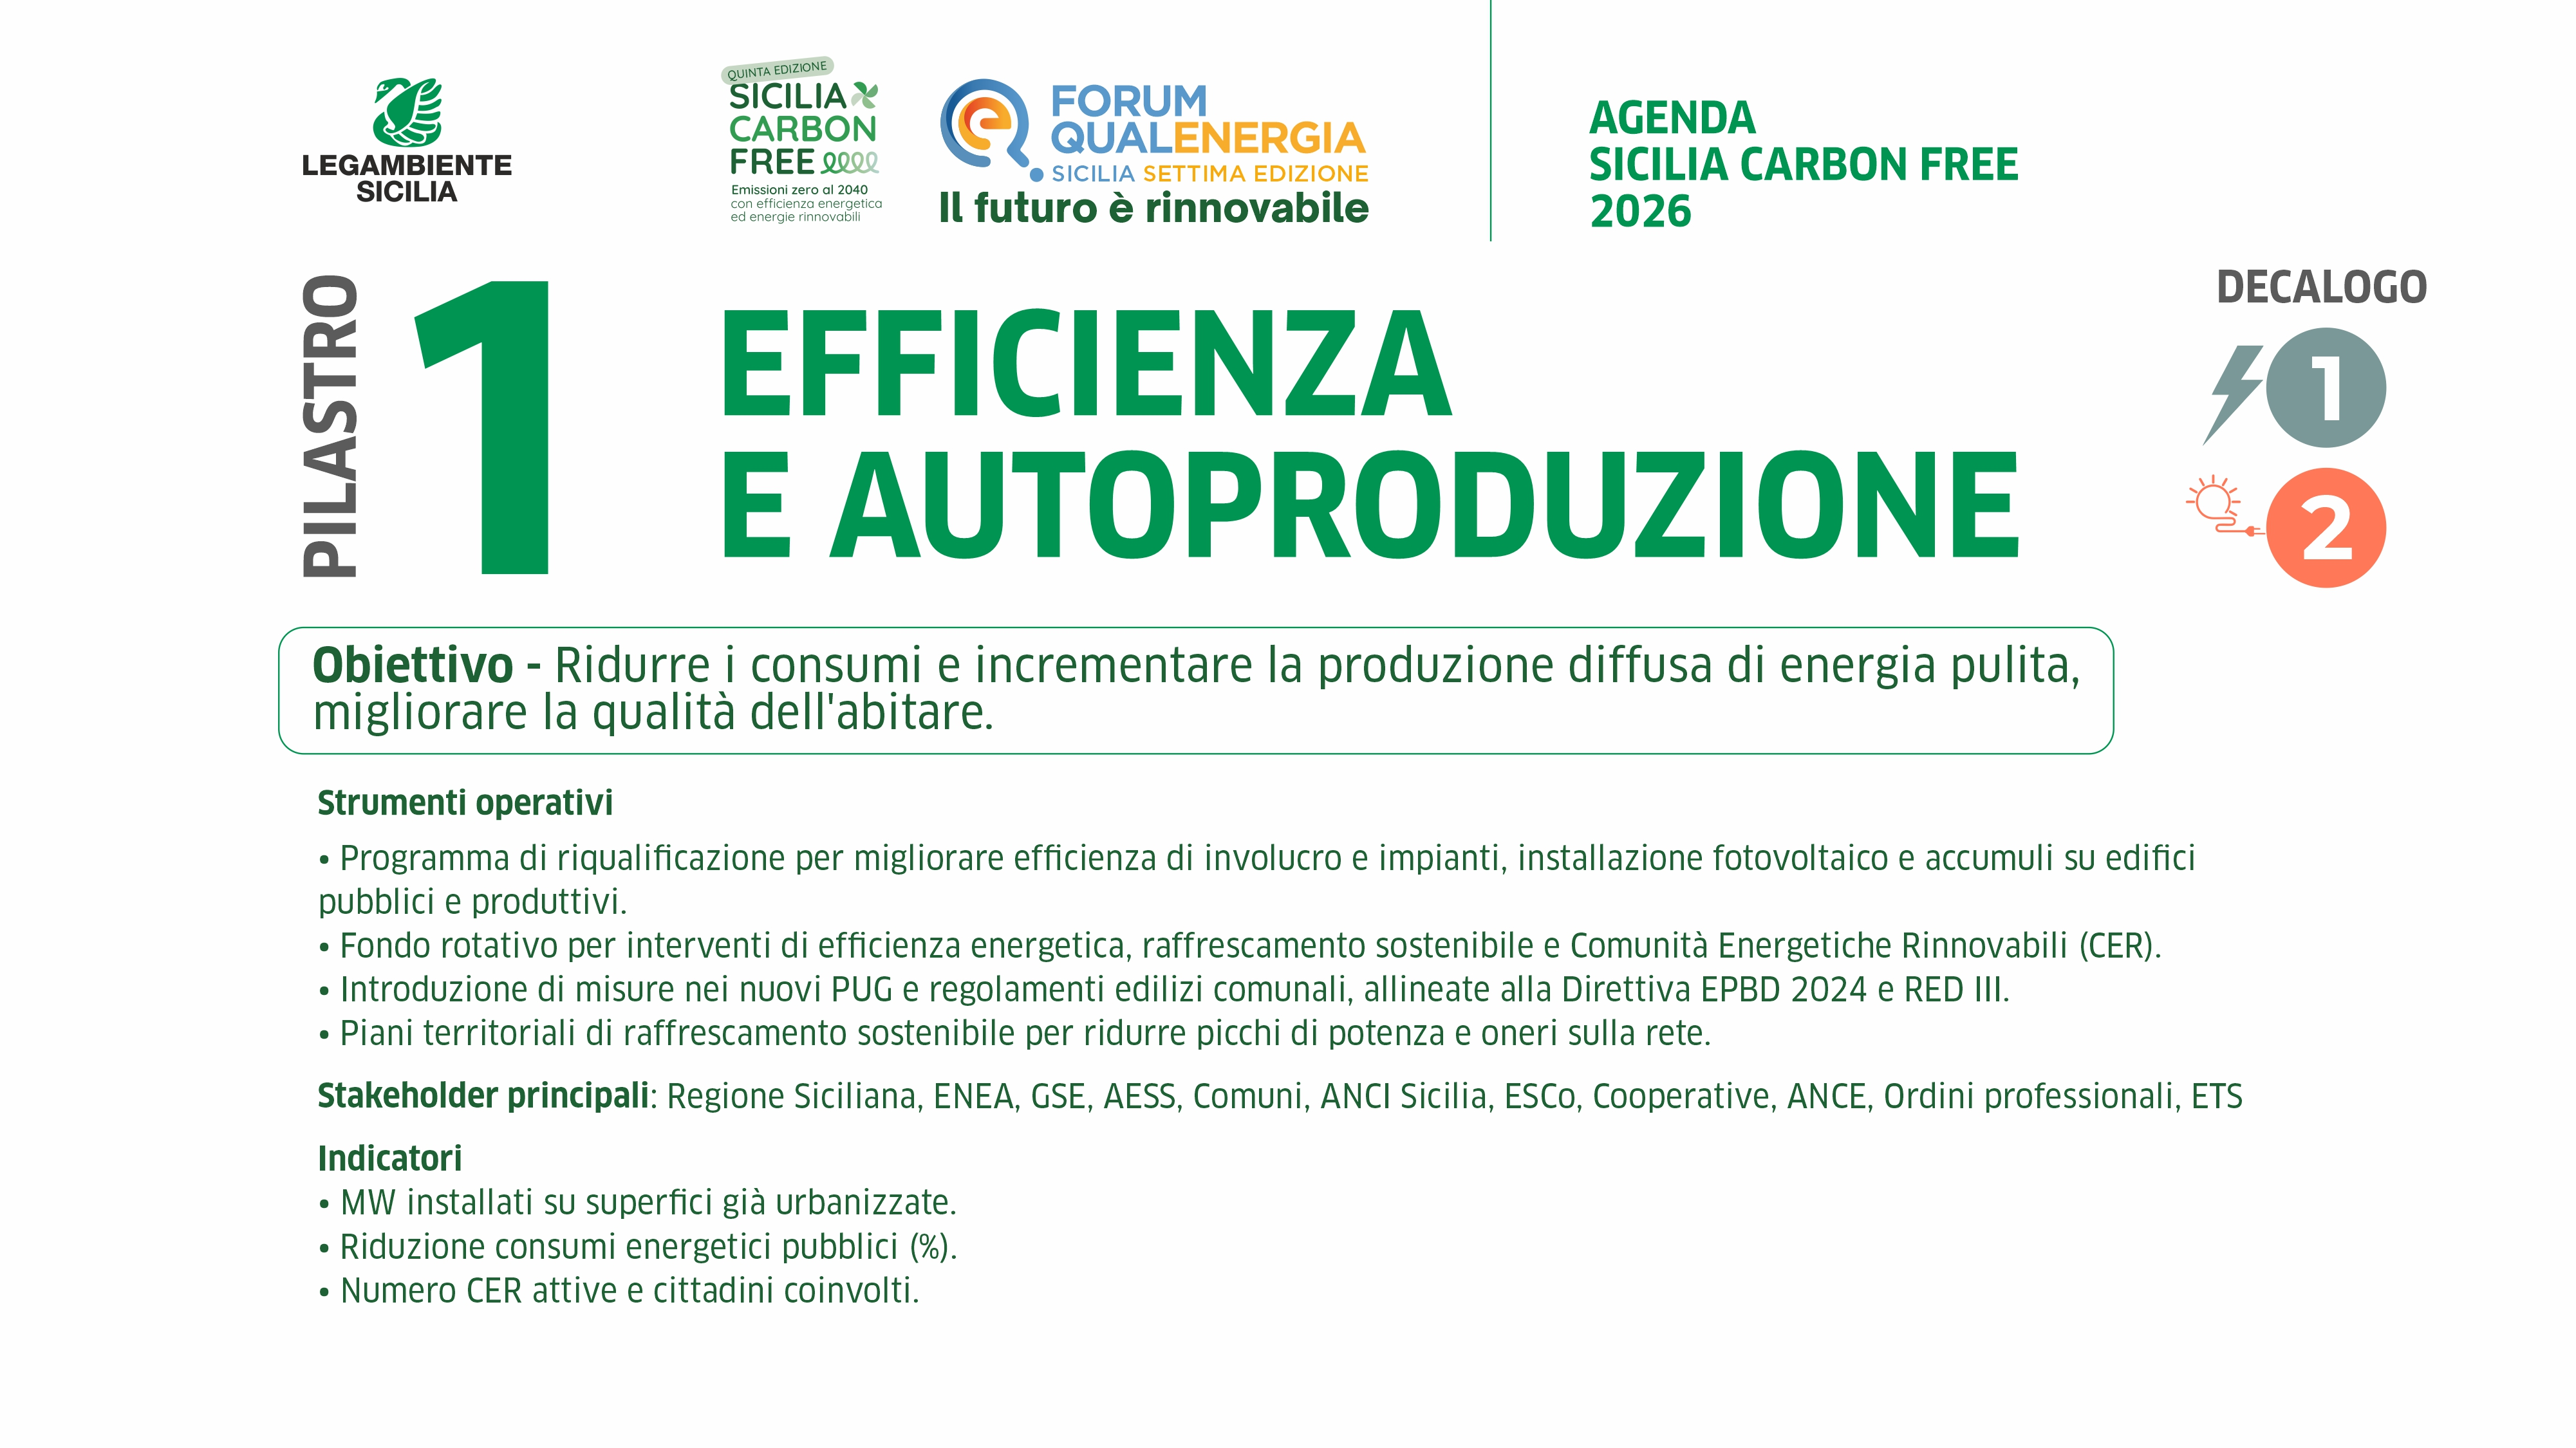 LEGAMBIENTE
SICILIA
QUINTA EDIZIONE
SICILIA
CARBON
FREE
Emissioni zero al 2040
con efficienza energetica
ed energie rinnovabili
FORUM
QUALENERGIA
SICILIA SETTIMA EDIZIONE
Il futuro è rinnovabile
AGENDA
SICILIA CARBON FREE
2026
PILASTRO
1
EFFICIENZA
E AUTOPRODUZIONE
DECALOGO
1
2
Obiettivo - Ridurre i consumi e incrementare la produzione diffusa di energia pulita,
migliorare la qualità dell'abitare.
Strumenti operativi
• Programma di riqualificazione per migliorare efficienza di involucro e impianti, installazione fotovoltaico e accumuli su edifici
pubblici e produttivi.
• Fondo rotativo per interventi di efficienza energetica, raffrescamento sostenibile e Comunità Energetiche Rinnovabili (CER).
• Introduzione di misure nei nuovi PUG e regolamenti edilizi comunali, allineate alla Direttiva EPBD 2024 e RED III.
• Piani territoriali di raffrescamento sostenibile per ridurre picchi di potenza e oneri sulla rete.
Stakeholder principali: Regione Siciliana, ENEA, GSE, AESS, Comuni, ANCI Sicilia, ESCo, Cooperative, ANCE, Ordini professionali, ETS
Indicatori
• MW installati su superfici già urbanizzate.
• Riduzione consumi energetici pubblici (%).
• Numero CER attive e cittadini coinvolti.